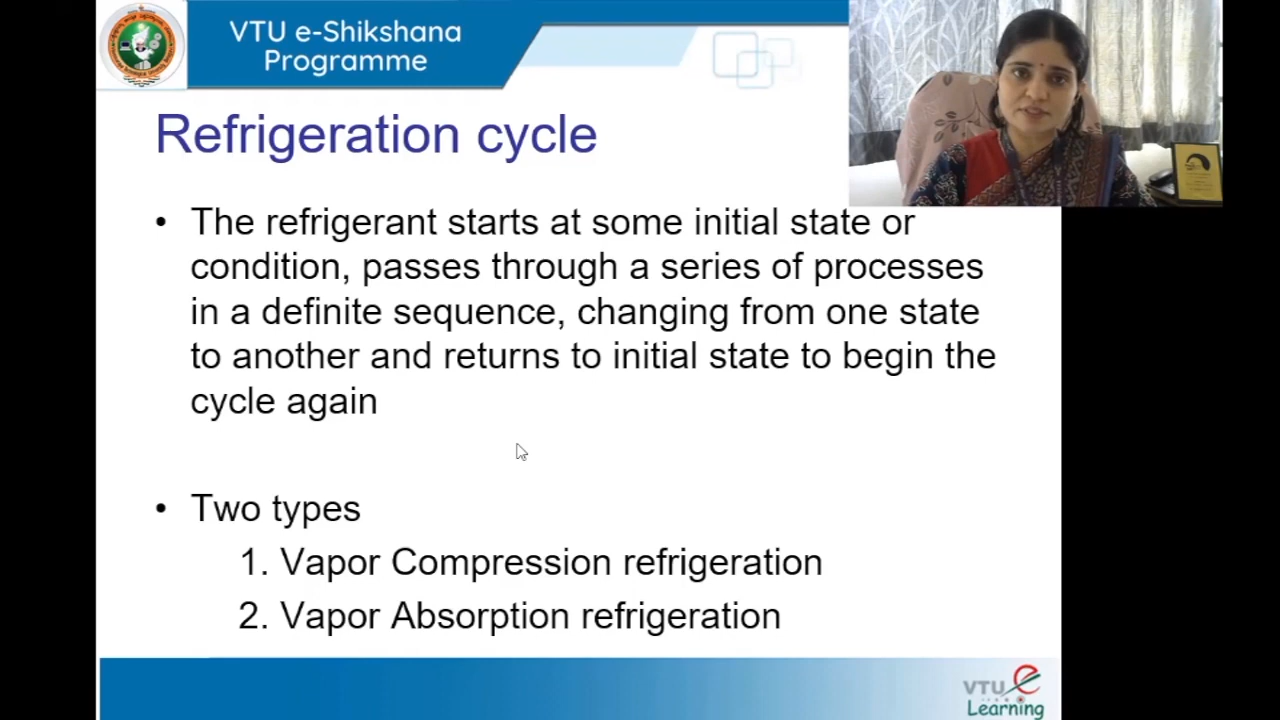 VTU e-Shikshana
Programme
Refrigeration cycle
• The refrigerant starts at some initial state or
condition, passes through a series of processes
in a definite sequence, changing from one state
to another and returns to initial state to begin the
cycle again
• Two types
1. Vapor Compression refrigeration
2. Vapor Absorption refrigeration
VTU e
Learning